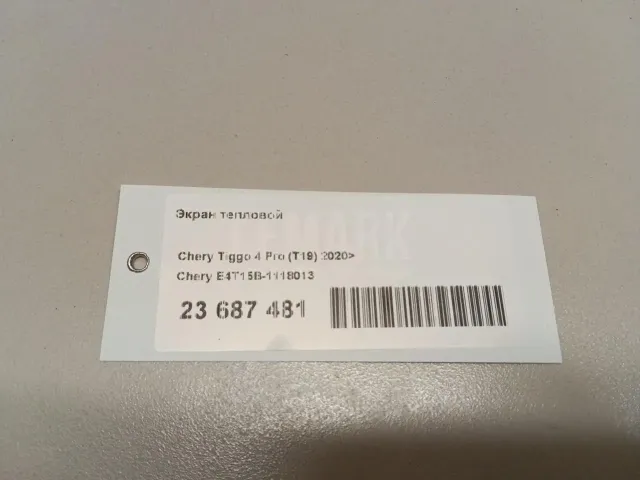 Экран тепловой
Chery Tiggo 4 Pro (T19) 2020>
Chery E4T15B-1118013
23 687 481